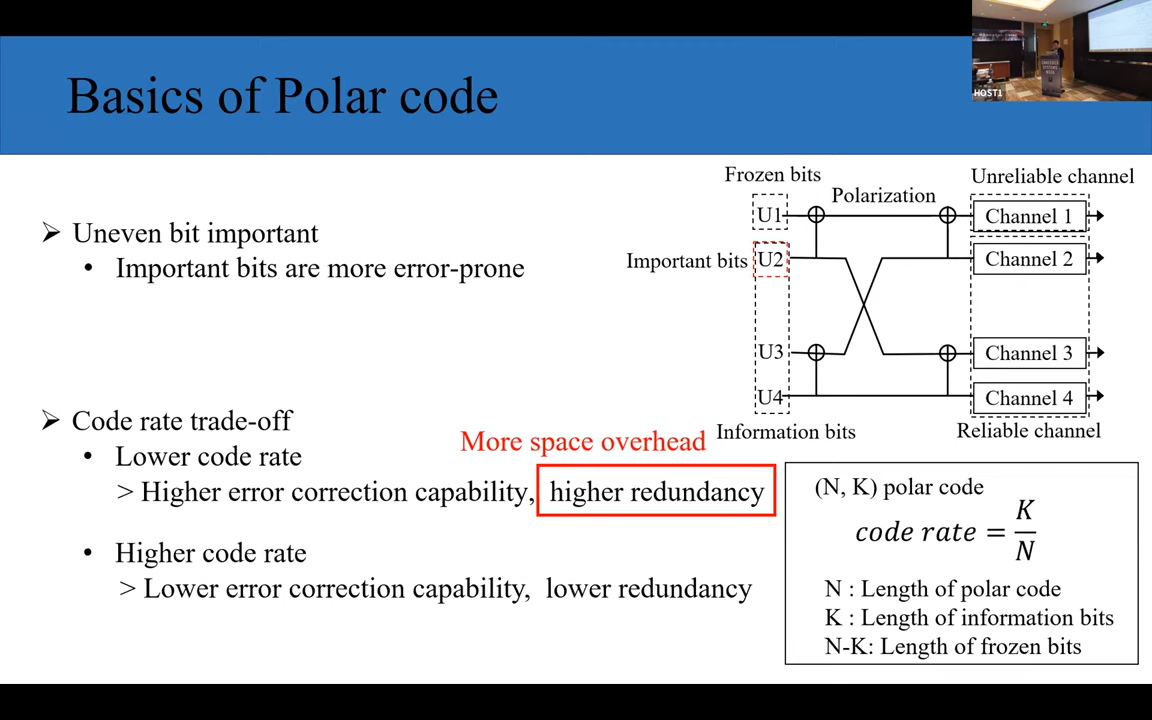 Basics of Polar code
HOST1
➢ Uneven bit important
• Important bits are more error-prone
➢ Code rate trade-off
• Lower code rate
More space overhead
> Higher error correction capability, higher redundancy
• Higher code rate
> Lower error correction capability, lower redundancy
Frozen bits
Unreliable channel
Polarization
U1
Channel 1
Important bits
U2
Channel 2
U3
Channel 3
U4
Channel 4
Information bits
Reliable channel
(N, K) polar code
code rate = K/N
N : Length of polar code
K : Length of information bits
N-K: Length of frozen bits